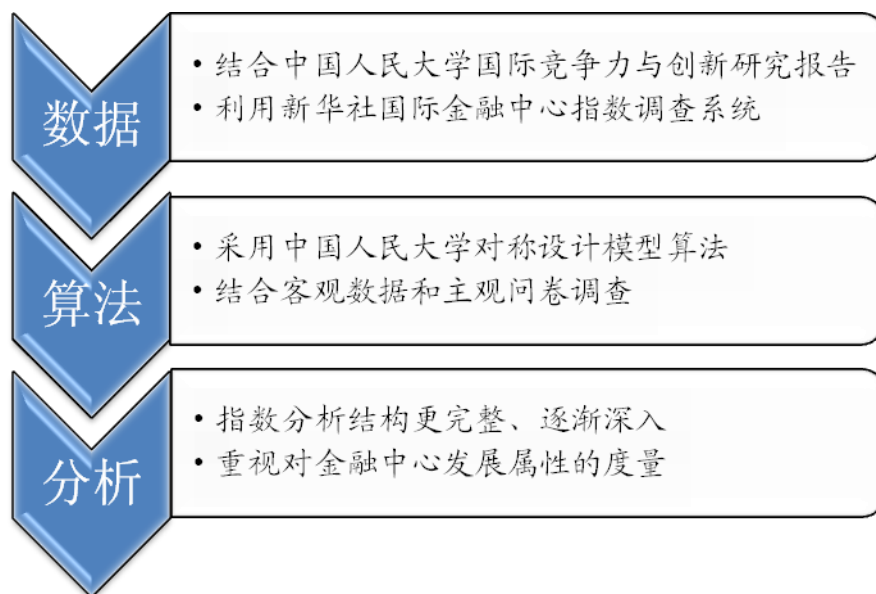 数据
• 结合中国人民大学国际竞争力与创新研究报告
• 利用新华社国际金融中心指数调查系统
算法
• 采用中国人民大学对称设计模型算法
• 结合客观数据和主观问卷调查
分析
• 指数分析结构更完整、逐渐深入
• 重视对金融中心发展属性的度量